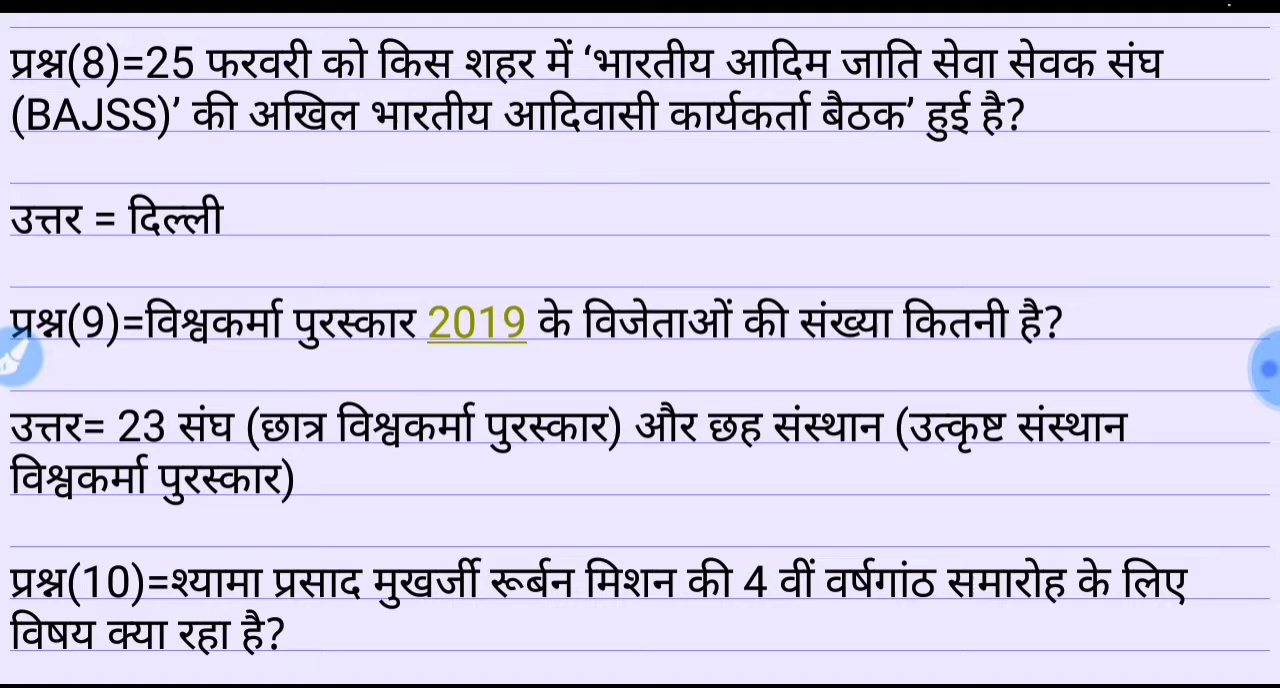 प्रश्न(8)=25 फरवरी को किस शहर में ‘भारतीय आदिम जाति सेवा सेवक संघ
(BAJSS)’ की अखिल भारतीय आदिवासी कार्यकर्ता बैठक’ हुई है?
उत्तर = दिल्ली
प्रश्न(9)=विश्वकर्मा पुरस्कार 2019 के विजेताओं की संख्या कितनी है?
उत्तर= 23 संघ (छात्र विश्वकर्मा पुरस्कार) और छह संस्थान (उत्कृष्ट संस्थान
विश्वकर्मा पुरस्कार)
प्रश्न(10)=श्यामा प्रसाद मुखर्जी रूर्बन मिशन की 4 वीं वर्षगांठ समारोह के लिए
विषय क्या रहा है?